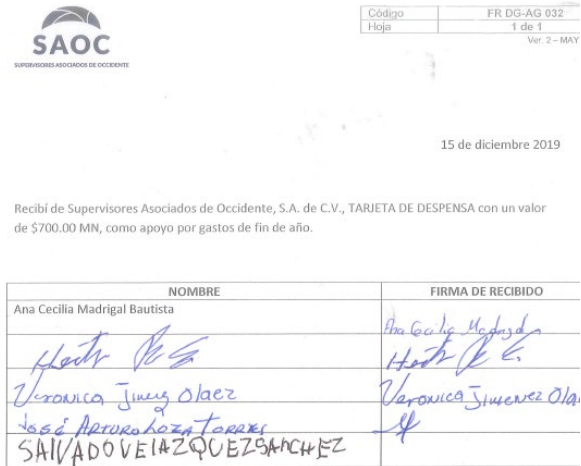 SAOC
SUPERVISORES ASOCIADOS DE OCCIDENTE
Código FR DG-AG 032
Hoja 1 de 1
Ver. 2 – MAY
15 de diciembre 2019
Recibí de Supervisores Asociados de Occidente, S.A. de C.V., TARJETA DE DESPENSA con un valor
de $700.00 MN, como apoyo por gastos de fin de año.
NOMBRE FIRMA DE RECIBIDO
Ana Cecilia Madrigal Bautista Ana Cecilia Madrigal
Veronica Jimenez Olaez Veronica Jimenez Olae
José Arturo Loza Torres
SALVADOVELAZQUEZSANCHEZ